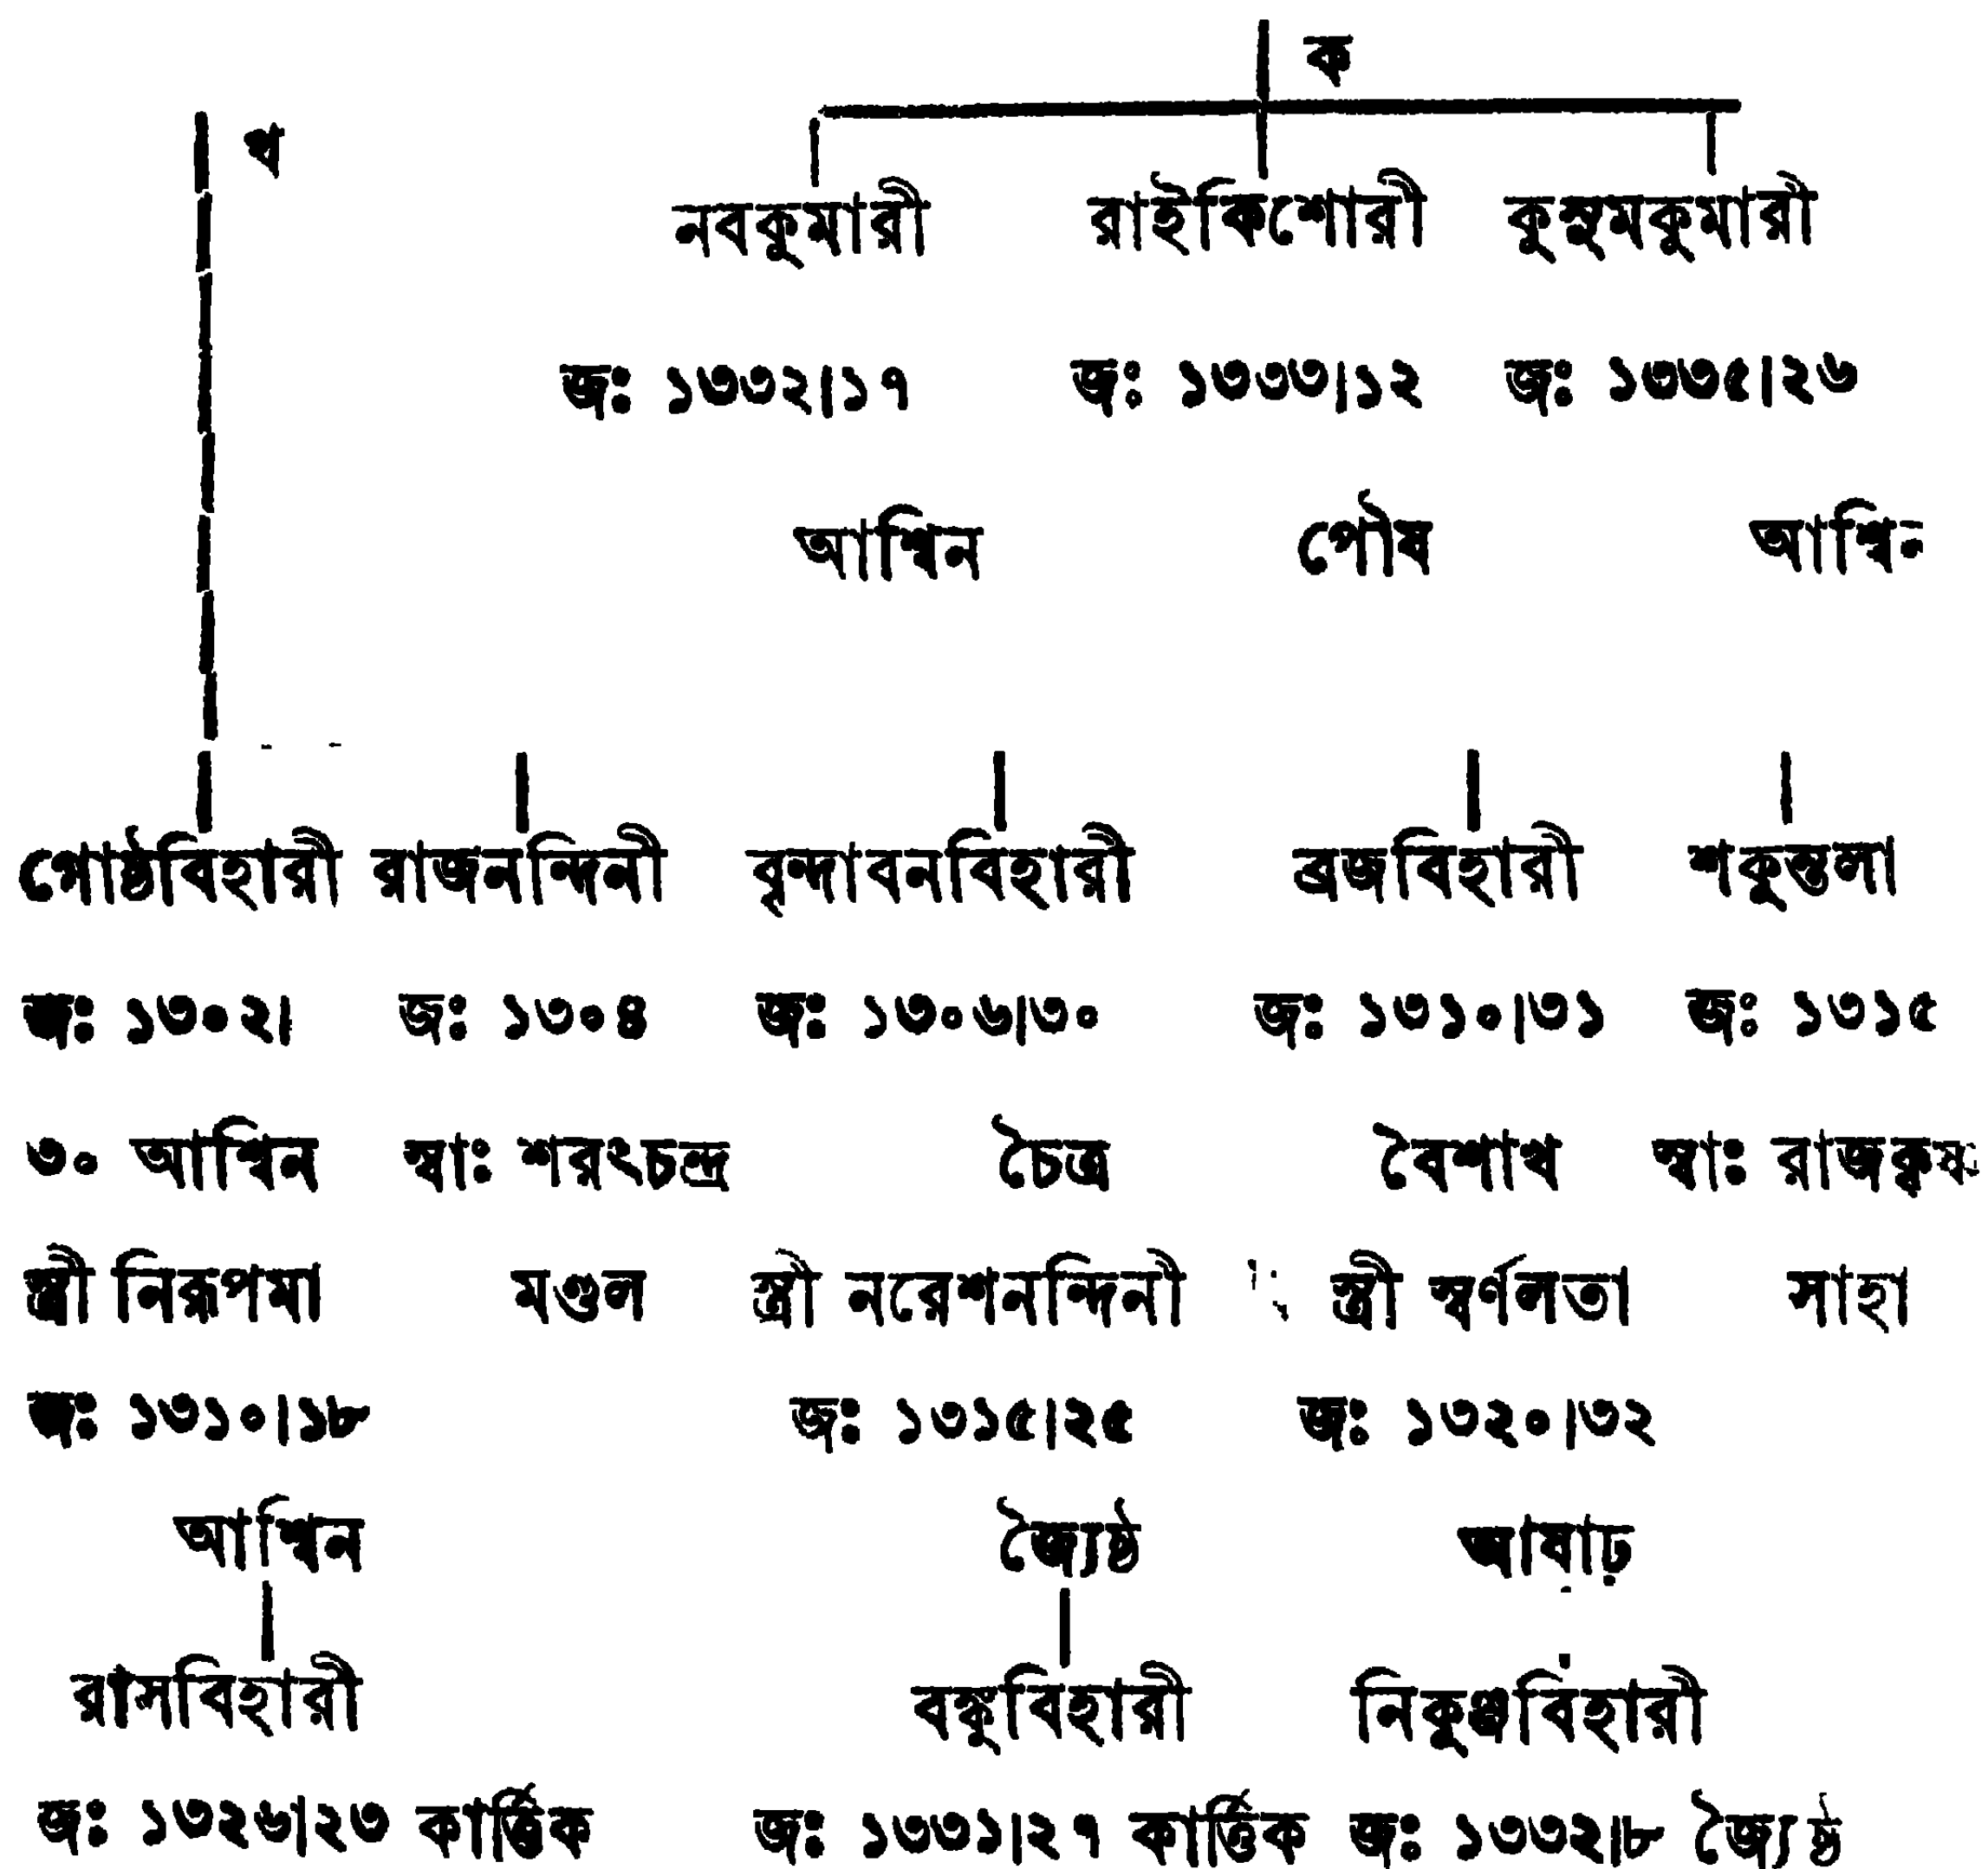 ক
খ
নবকুমারী রাইকিশোরী কুসুমকুমারী
জঃ ১৩৩২|১৭ জঃ ১৩৩৩|১২ জঃ ১৩৩৫|২৬
আশ্বিন পৌষ আশ্বিন
গোষ্ঠবিহারী রাজনন্দিনী বৃন্দাবনবিহারী ব্রজবিহারী শকুন্তলা
জঃ ১৩০২| জঃ ১৩০৪ জঃ ১৩০৬|৩০ জঃ ১৩১০|৩১ জঃ ১৩১৫
৩০ আশ্বিন স্বাঃ শরৎচন্দ্র চৈত্র বৈশাখ স্বাঃ রাজকৃষ্ণ
স্ত্রী নিরুপমা মণ্ডল স্ত্রী নরেশনন্দিনী স্ত্রী স্বর্ণলতা সাহা
জঃ ১৩১০|১৮ জঃ ১৩১৫|২৫ জঃ ১৩২০|৩২
আশ্বিন জ্যৈষ্ঠ আষাঢ়
রাসবিহারী বঙ্কুবিহারী নিকুঞ্জবিহারী
জঃ ১৩২৬|২৩ কার্ত্তিক জঃ ১৩৩১|২৭ কার্ত্তিক জঃ ১৩৩২|৮ জ্যৈষ্ঠ